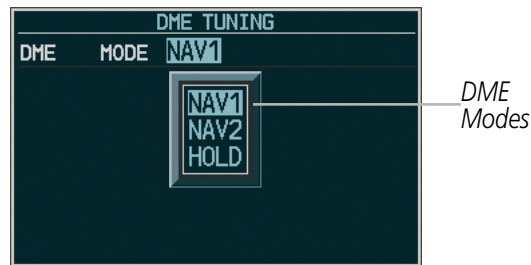 DME TUNING
DME MODE NAV1
NAV1
NAV2
HOLD
DME
Modes